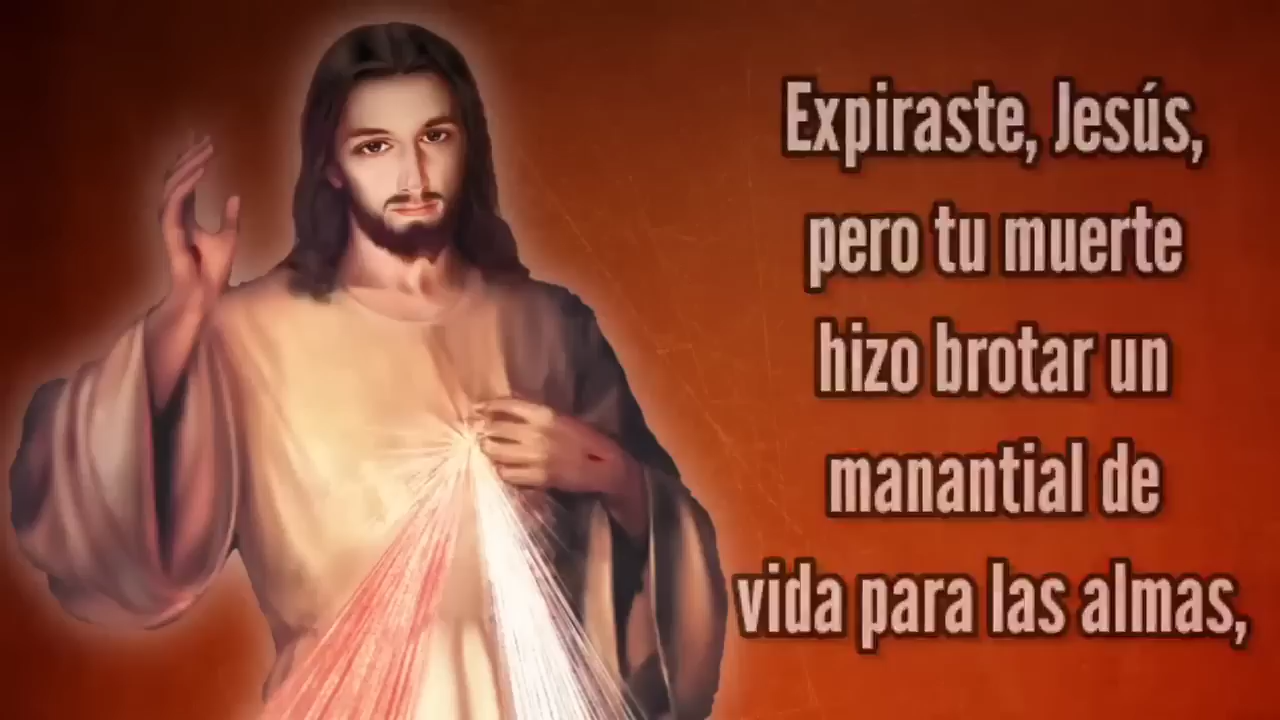 Expiraste, Jesús,
pero tu muerte
hizo brotar un
manantial de
vida para las almas,